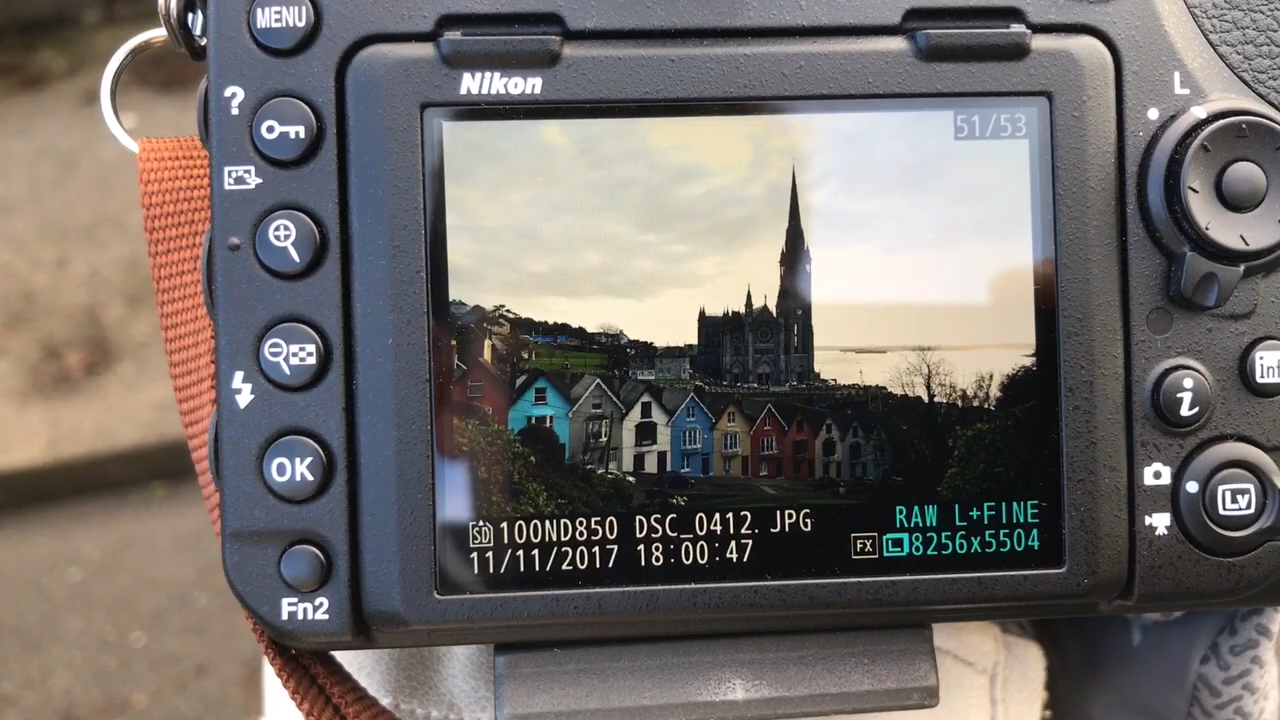 MENU
Nikon
L
?
51/53
OK
i
Lv
RAW L+FINE
SD 100ND850 DSC_0412.JPG
FX L 8256x5504
11/11/2017 18:00:47
Fn2